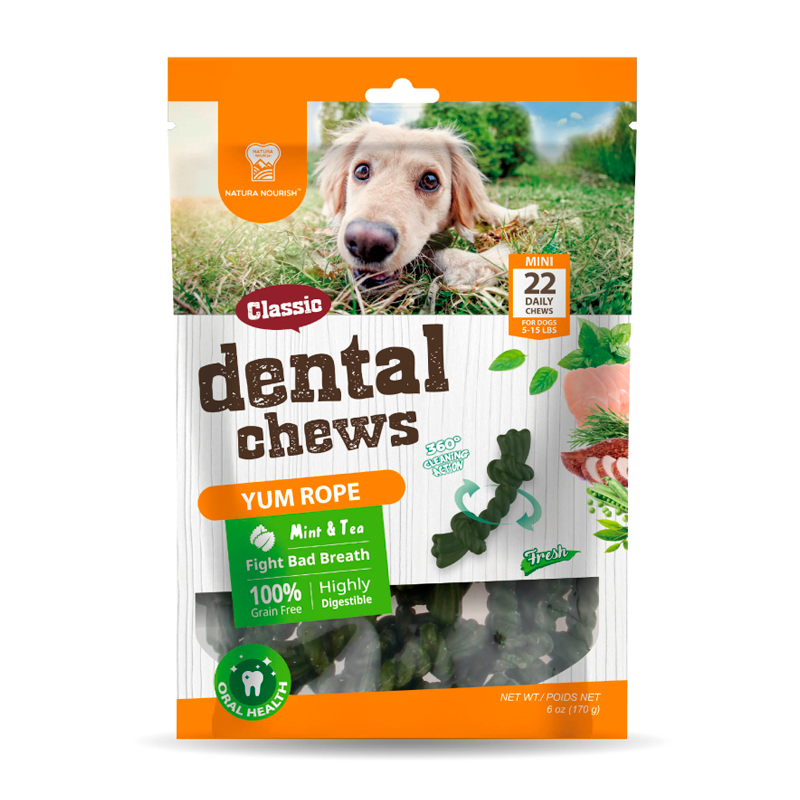 NATURA
NOURISH
NATURA NOURISH™
MINI
22
DAILY
CHEWS
FOR DOGS
5-15 LBS
Classic
dental
chews
360°
CLEANING
ACTION
YUM ROPE
Mint & Tea
Fight Bad Breath
100%
Grain Free
Highly
Digestible
Fresh
ORAL HEALTH
NET WT./ POIDS NET
6 oz (170 g)